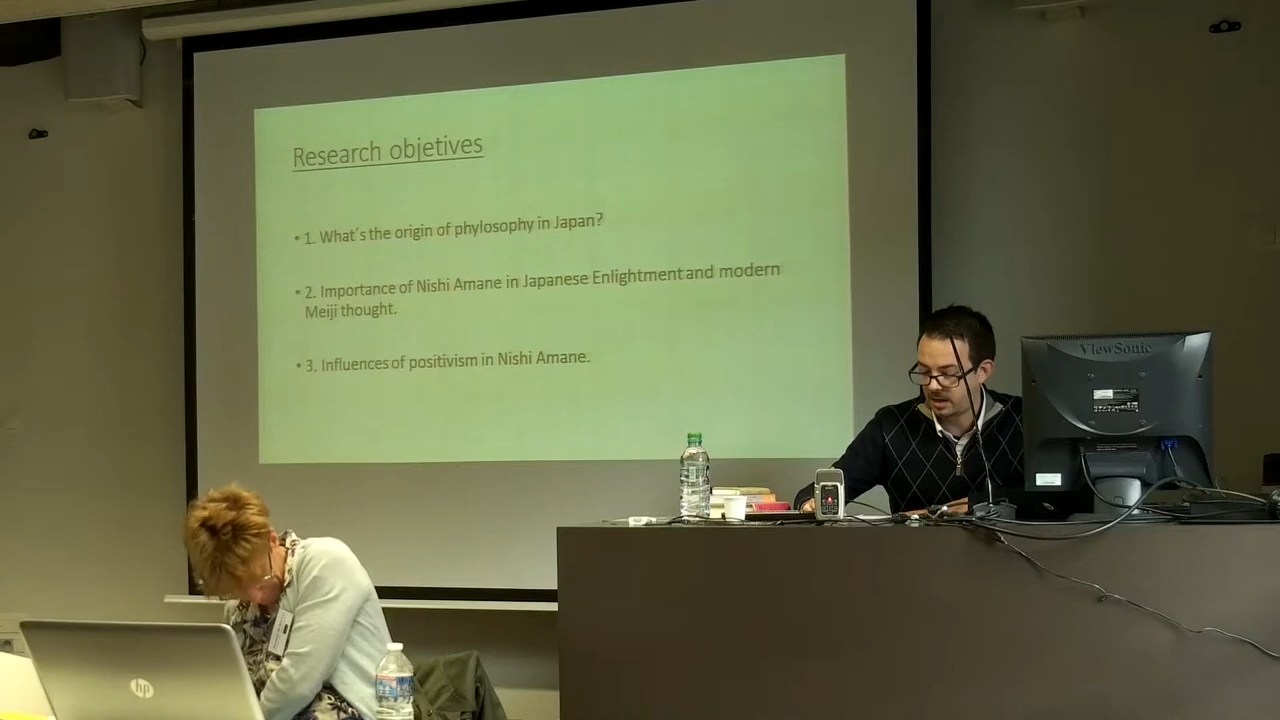 Research objetives
• 1. What's the origin of phylosophy in Japan?
• 2. Importance of Nishi Amane in Japanese Enlightment and modern
Meiji thought.
• 3. Influences of positivism in Nishi Amane.
ViewSonic
hp